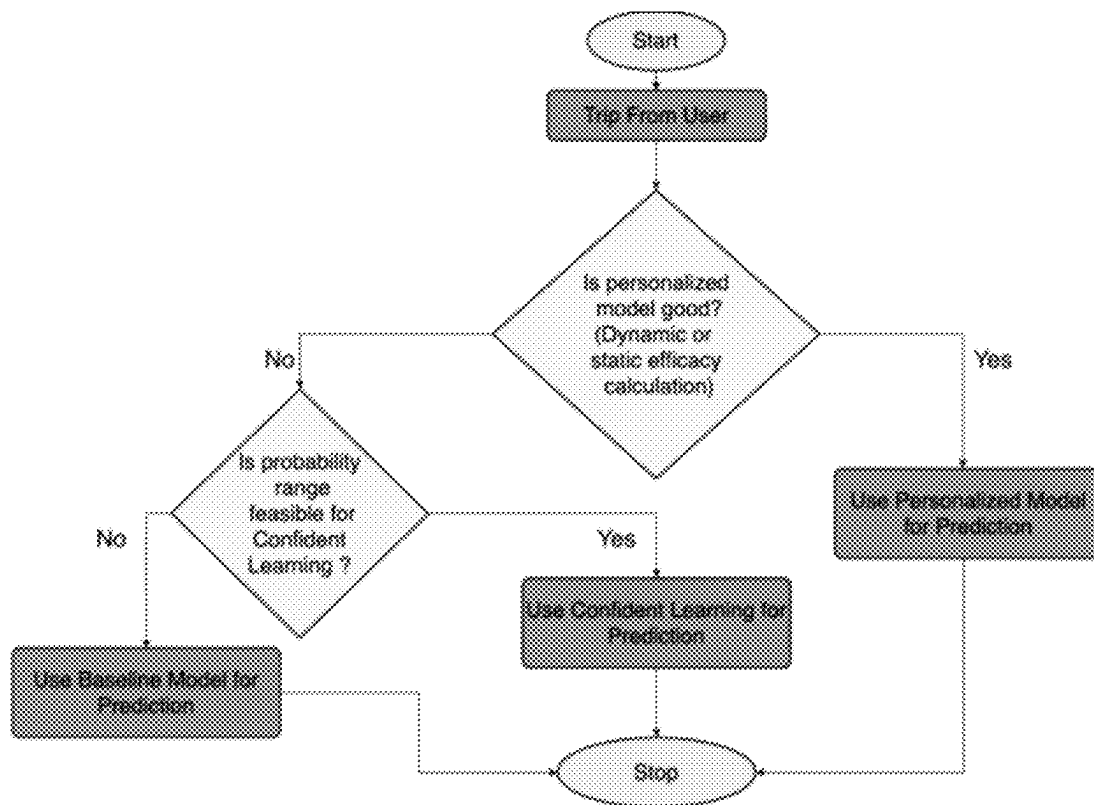 Start
Trip From User
Is personalized
model good?
(Dynamic or
static efficacy
calculation)
No
Yes
Is probability
range
feasible for
Confident
Learning ?
No
Yes
Use Personalized Model
for Prediction
Use Confident Learning for
Prediction
Use Baseline Model for
Prediction
Stop